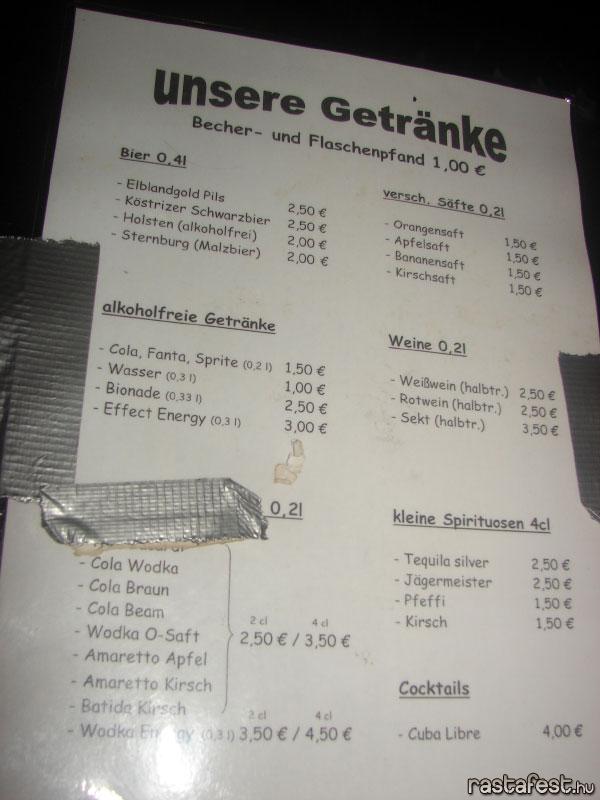 unsere Getränke
Becher- und Flaschenpfand 1,00 €
Bier 0,4l
- Elblandgold Pils 2,50 €
- Köstrizer Schwarzbier 2,50 €
- Holsten (alkoholfrei) 2,00 €
- Sternburg (Malzbier) 2,00 €
versch. Säfte 0,2l
- Orangensaft 1,50 €
- Apfelsaft 1,50 €
- Bananensaft 1,50 €
- Kirschsaft 1,50 €
alkoholfreie Getränke
- Cola, Fanta, Sprite (0,2 l) 1,50 €
- Wasser (0,3 l) 1,00 €
- Bionade (0,33 l) 2,50 €
- Effect Energy (0,3 l) 3,00 €
Weine 0,2l
- Weißwein (halbtr.) 2,50 €
- Rotwein (halbtr.) 2,50 €
- Sekt (halbtr.) 3,50 €
0,2l
- Cola Wodka
- Cola Braun
- Cola Beam
- Wodka O-Saft
- Amaretto Apfel
- Amaretto Kirsch
- Batida Kirsch
2 cl 4 cl
2,50 € / 3,50 €
2 cl 4 cl
- Wodka Energy (0,3 l) 3,50 € / 4,50 €
kleine Spirituosen 4cl
- Tequila silver 2,50 €
- Jägermeister 2,50 €
- Pfeffi 1,50 €
- Kirsch 1,50 €
Cocktails
- Cuba Libre 4,00 €
rastafest.hu